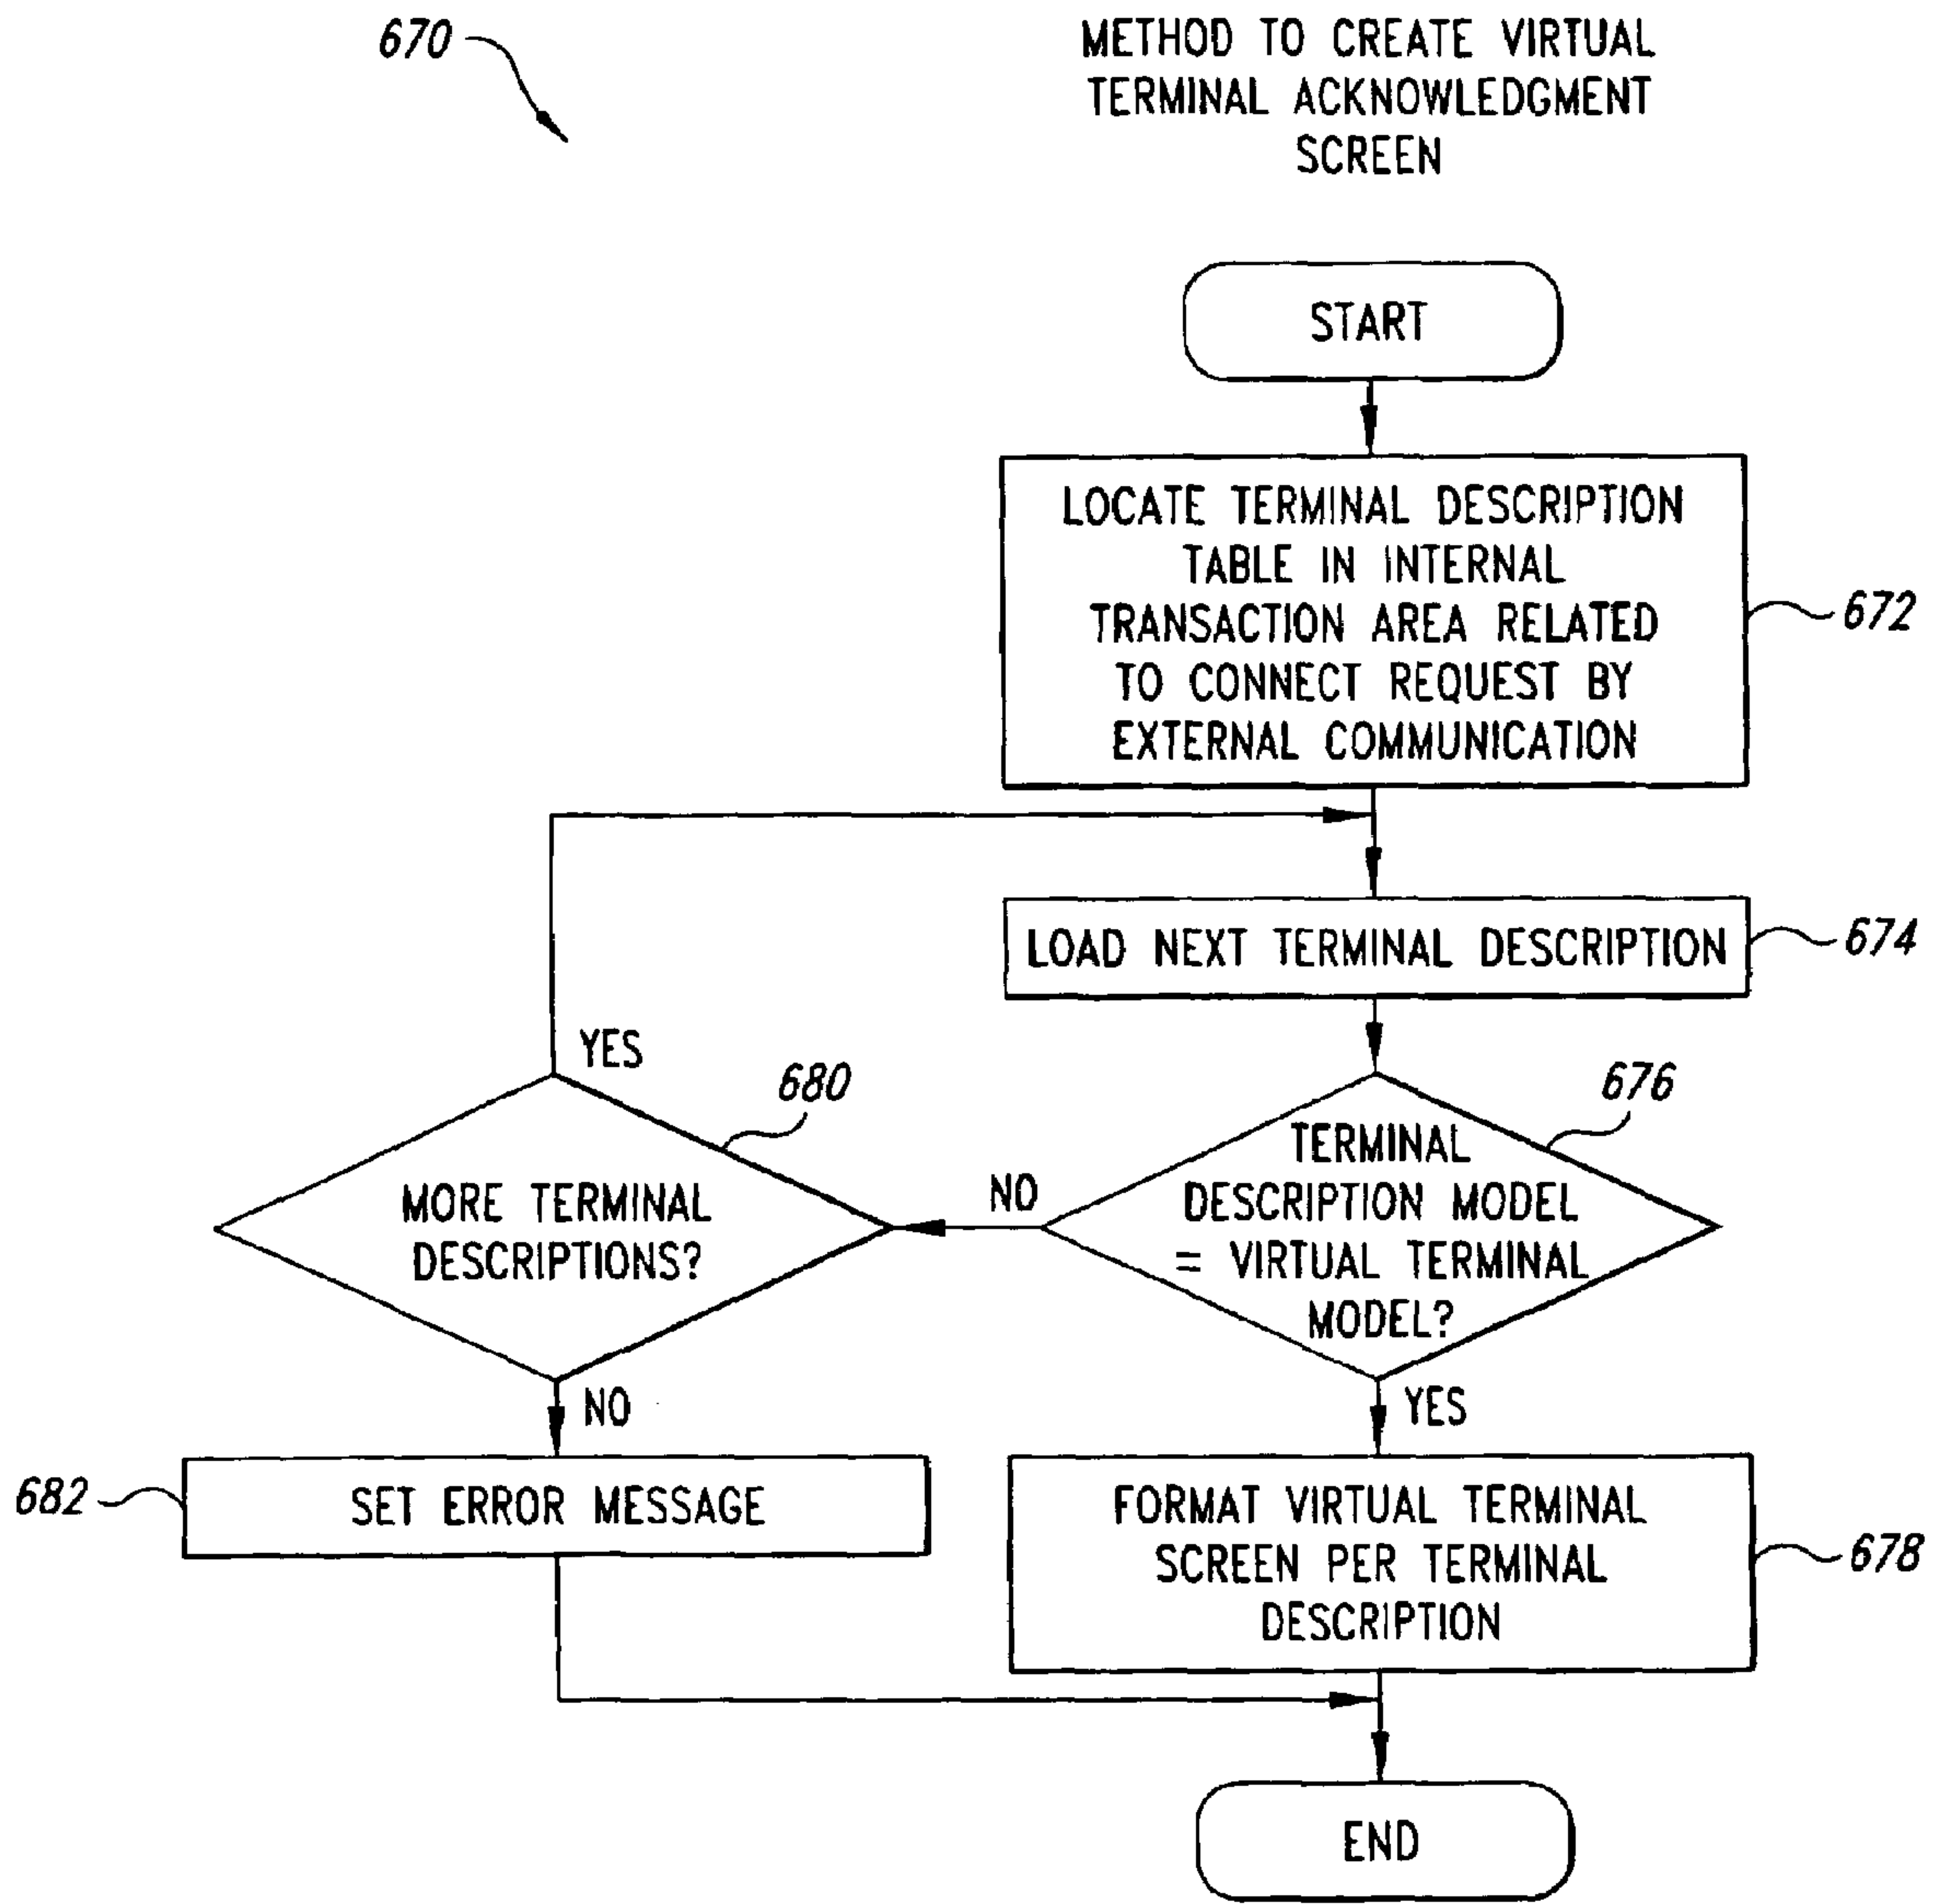 670
METHOD TO CREATE VIRTUAL
TERMINAL ACKNOWLEDGMENT
SCREEN
START
LOCATE TERMINAL DESCRIPTION
TABLE IN INTERNAL
TRANSACTION AREA RELATED
TO CONNECT REQUEST BY
EXTERNAL COMMUNICATION
672
LOAD NEXT TERMINAL DESCRIPTION
674
YES
680
MORE TERMINAL
DESCRIPTIONS?
NO
676
TERMINAL
DESCRIPTION MODEL
= VIRTUAL TERMINAL
MODEL?
NO
YES
682
SET ERROR MESSAGE
FORMAT VIRTUAL TERMINAL
SCREEN PER TERMINAL
DESCRIPTION
678
END